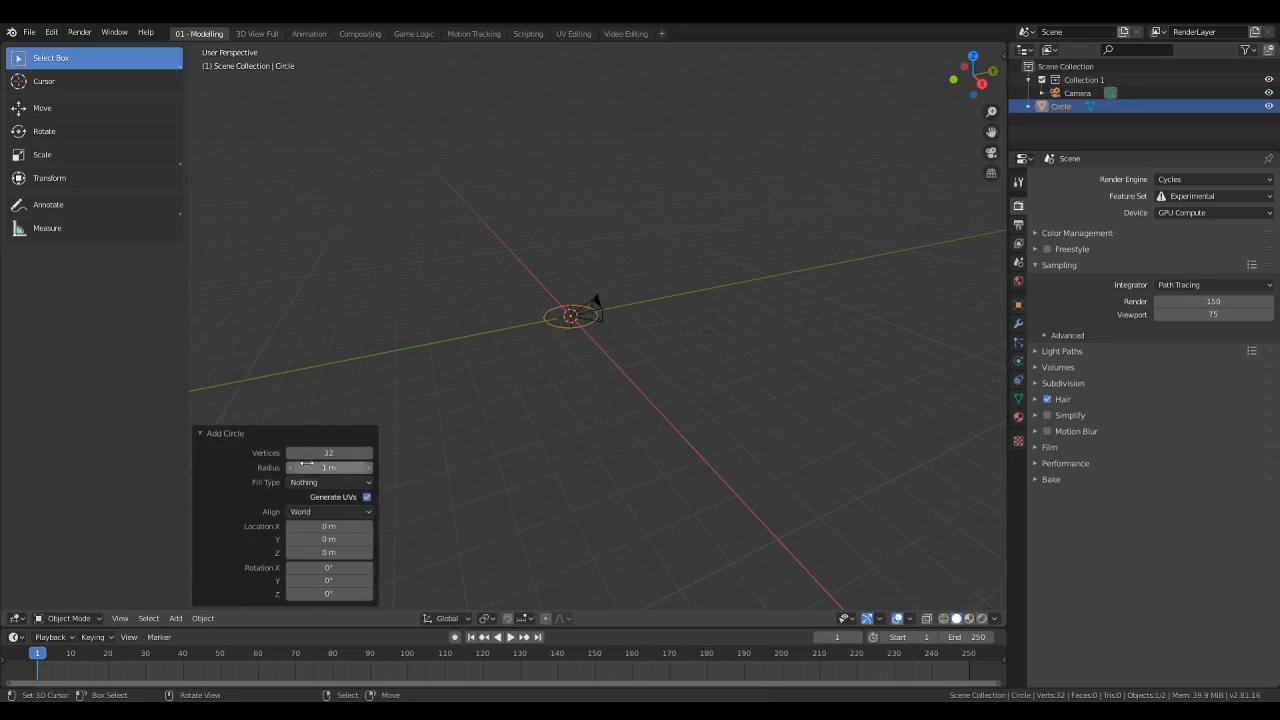 File Edit Render Window Help
01 - Modelling 3D View Full Animation Compositing Game Logic Motion Tracking Scripting UV Editing Video Editing +
Scene RenderLayer
Select Box
Cursor
Move
Rotate
Scale
Transform
Annotate
Measure
User Perspective
(1) Scene Collection | Circle
Z
Y
X
Scene Collection
Collection 1
Camera
Circle
Scene
Render Engine Cycles
Feature Set Experimental
Device GPU Compute
Color Management
Freestyle
Sampling
Integrator Path Tracing
Render 150
Viewport 75
Advanced
Light Paths
Volumes
Subdivision
Hair
Simplify
Motion Blur
Film
Performance
Bake
Add Circle
Vertices 32
Radius 1 m
Fill Type Nothing
Generate UVs
Align World
Location X 0 m
Y 0 m
Z 0 m
Rotation X 0°
Y 0°
Z 0°
Object Mode View Select Add Object Global
Playback Keying View Marker 1 Start 1 End 250
1 10 20 30 40 50 60 70 80 90 100 110 120 130 140 150 160 170 180 190 200 210 220 230 240 250
Set 3D Cursor Box Select Rotate View Select Move Scene Collection | Circle | Verts:32 | Faces:0 | Tris:0 | Objects:1/2 | Mem: 39.9 MiB | v2.81.16